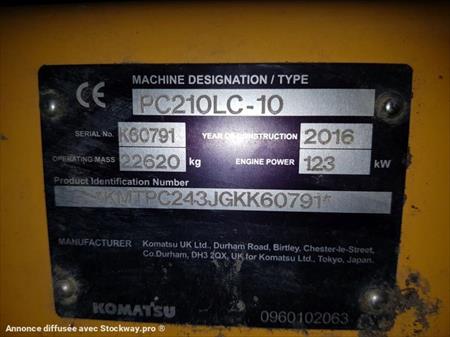 CE
MACHINE DESIGNATION / TYPE
PC210LC-10
SERIAL No. K60791 YEAR OF CONSTRUCTION 2016
OPERATING MASS 22620 kg ENGINE POWER 123 kW
Product Identification Number
*KMTPC243JGKK60791*
MANUFACTURER Komatsu UK Ltd., Durham Road, Birtley, Chester-le-Street,
Co.Durham, DH3 2QX, UK for Komatsu Ltd., Tokyo, Japan.
KOMATSU 0960102063
Annonce diffusée avec Stockway.pro ®